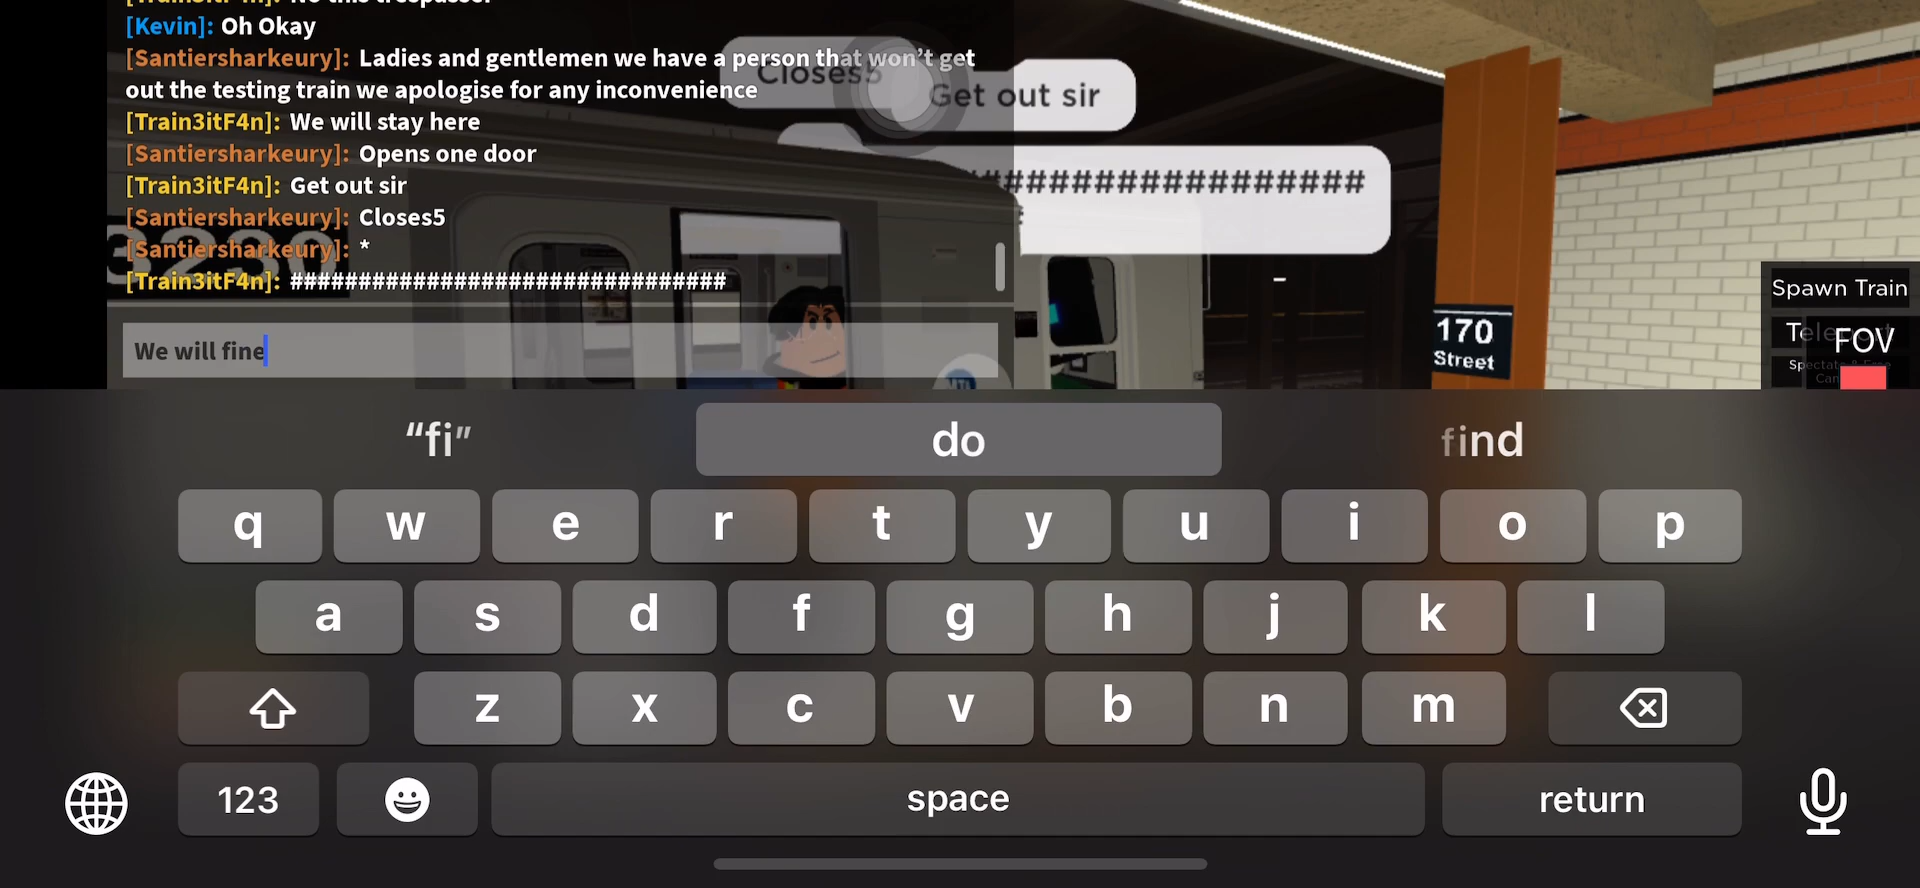 [Kevin]: Oh Okay
[Santiersharkeury]: Ladies and gentlemen we have a person that won't get
out the testing train we apologise for any inconvenience
[Train3itF4n]: We will stay here
[Santiersharkeury]: Opens one door
[Train3itF4n]: Get out sir
[Santiersharkeury]: Closes5
[Santiersharkeury]: *
[Train3itF4n]: ################################
We will fine
Closes5
Get out sir
##################
170
Street
Spawn Train
FOV
"fi"
do
find
q w e r t y u i o p
a s d f g h j k l
z x c v b n m
123
space
return